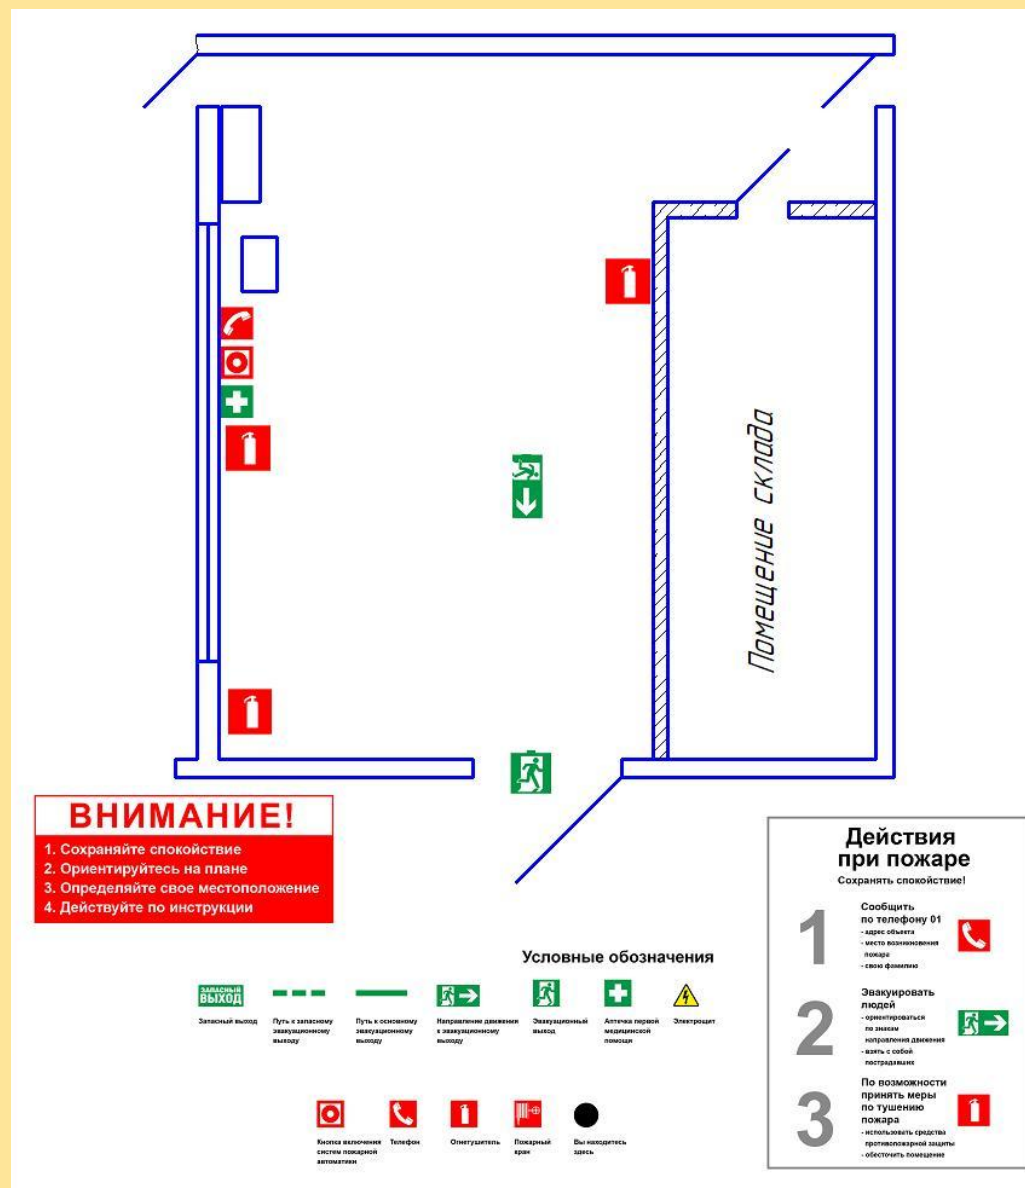 Помещение склада
ВНИМАНИЕ!
1. Сохраняйте спокойствие
2. Ориентируйтесь на плане
3. Определяйте свое местоположение
4. Действуйте по инструкции
Действия
при пожаре
Сохранять спокойствие!
1
Сообщить
по телефону 01
- адрес объекта
- место возникновения
пожара
- свою фамилию
2
Эвакуировать
людей
- ориентироваться
по знакам
направления движения
- взять с собой
пострадавших
3
По возможности
принять меры
по тушению
пожара
- использовать средства
противопожарной защиты
- обесточить помещение
Условные обозначения
ЗАПАСНЫЙ
ВЫХОД
Запасный выход
Путь к запасному
эвакуационному
выходу
Путь к основному
эвакуационному
выходу
Направление движения
к эвакуационному
выходу
Эвакуационный
выход
Аптечка первой
медицинской
помощи
Электрощит
Кнопка включения
систем пожарной
автоматики
Телефон
Огнетушитель
Пожарный
кран
Вы находитесь
здесь